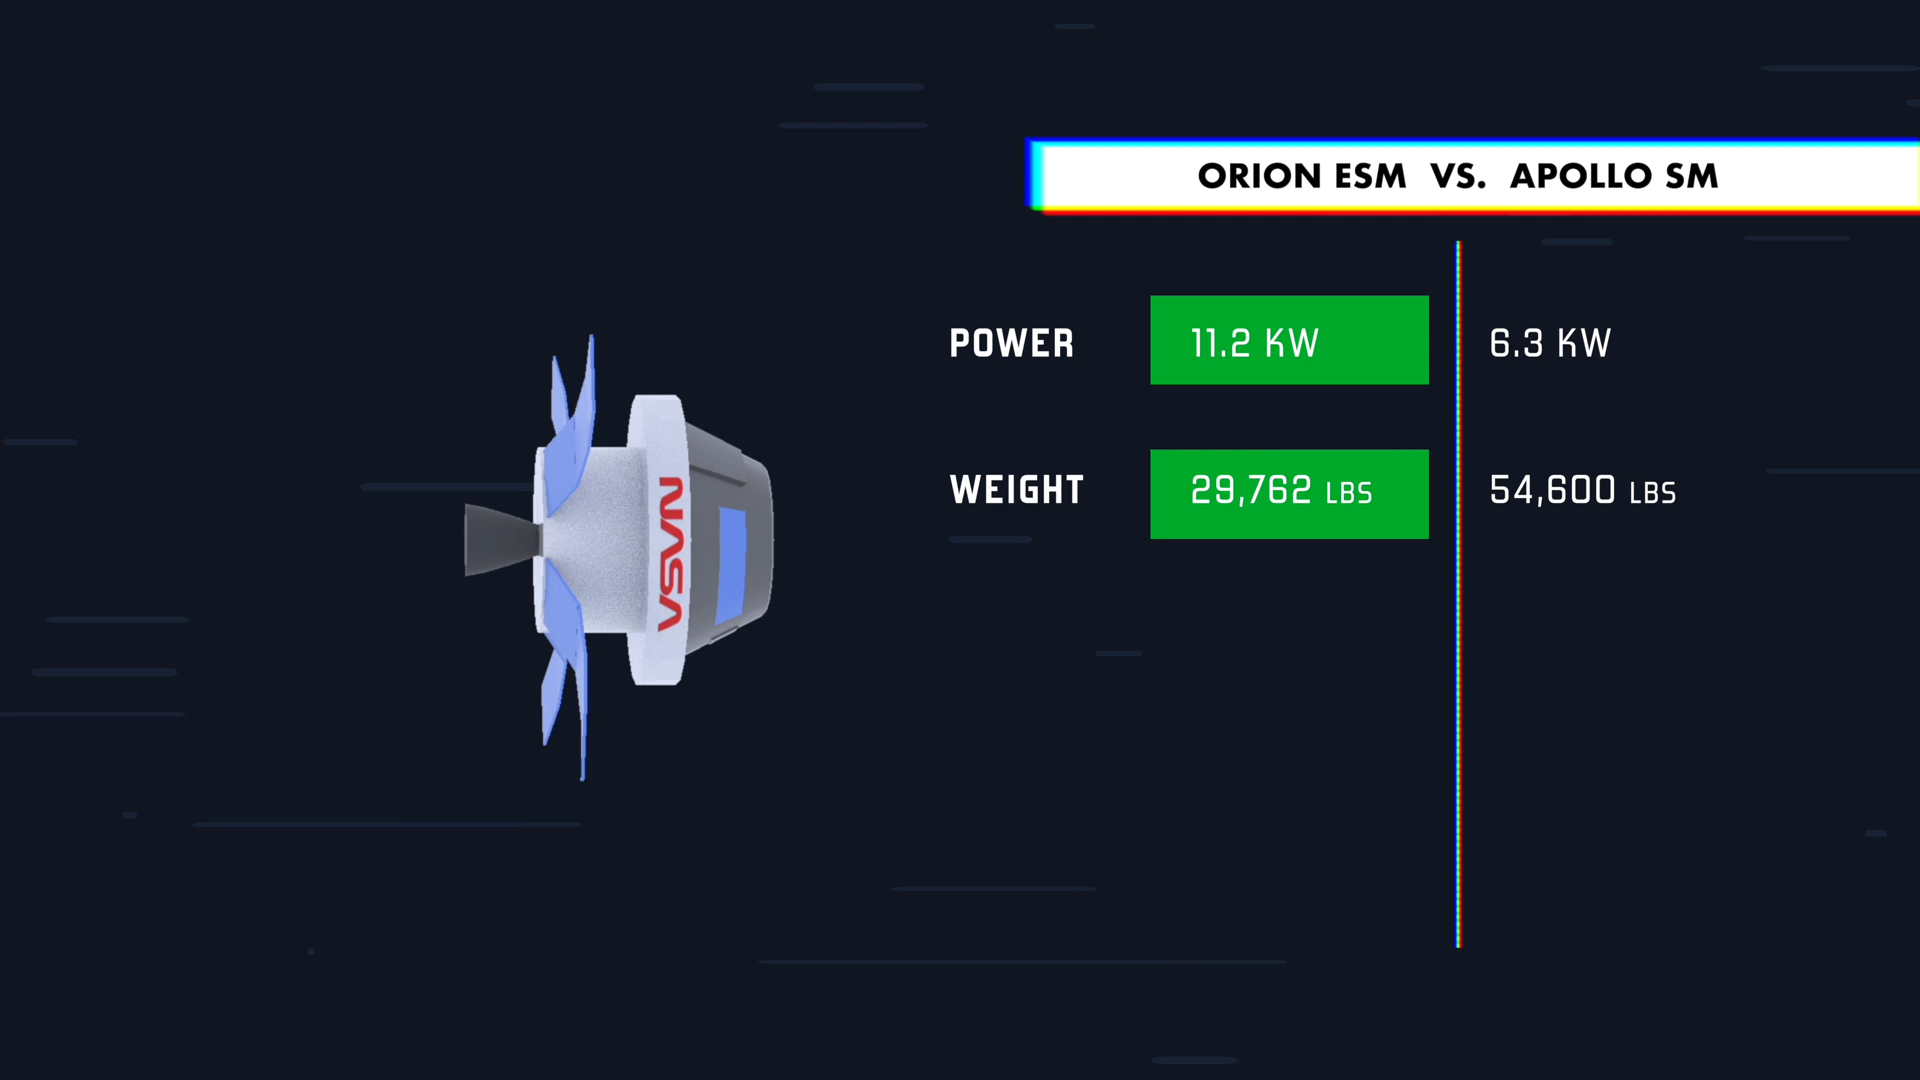 ORION ESM VS. APOLLO SM
POWER 11.2 KW 6.3 KW
WEIGHT 29,762 LBS 54,600 LBS
NASA